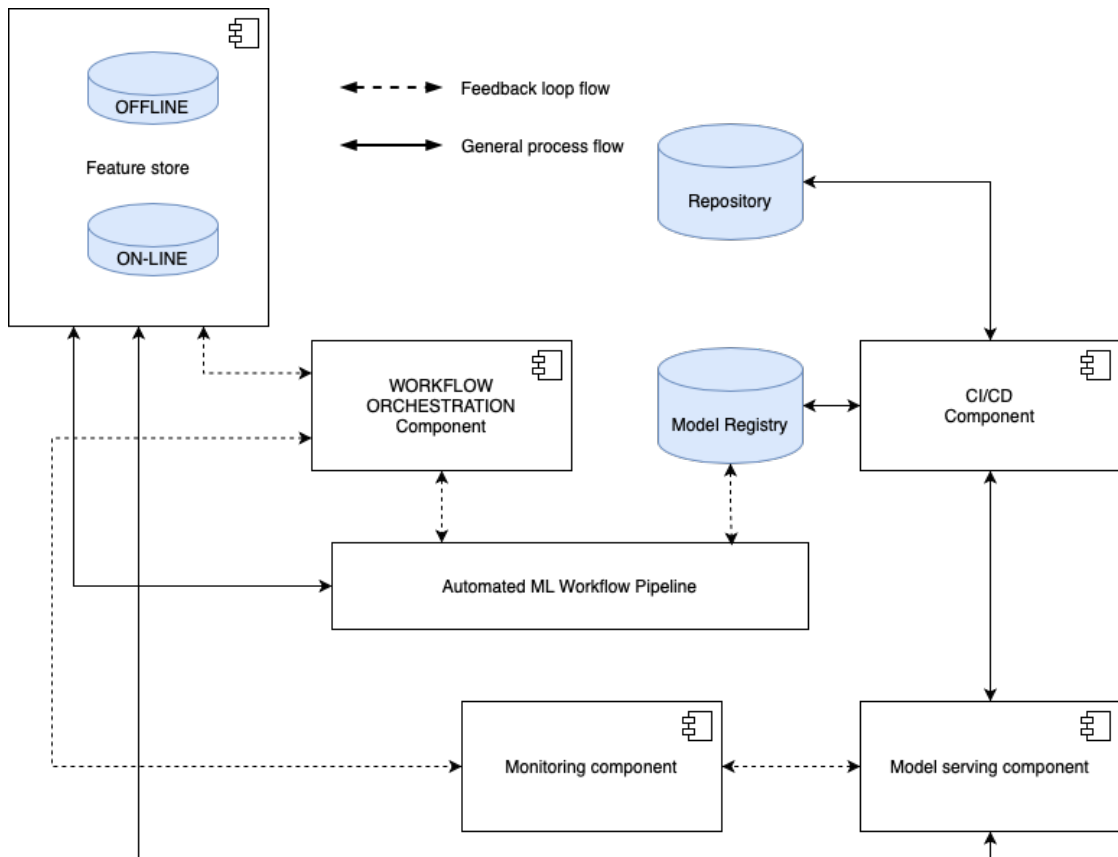 OFFLINE
Feature store
ON-LINE
Feedback loop flow
General process flow
Repository
WORKFLOW
ORCHESTRATION
Component
Model Registry
CI/CD
Component
Automated ML Workflow Pipeline
Monitoring component
Model serving component